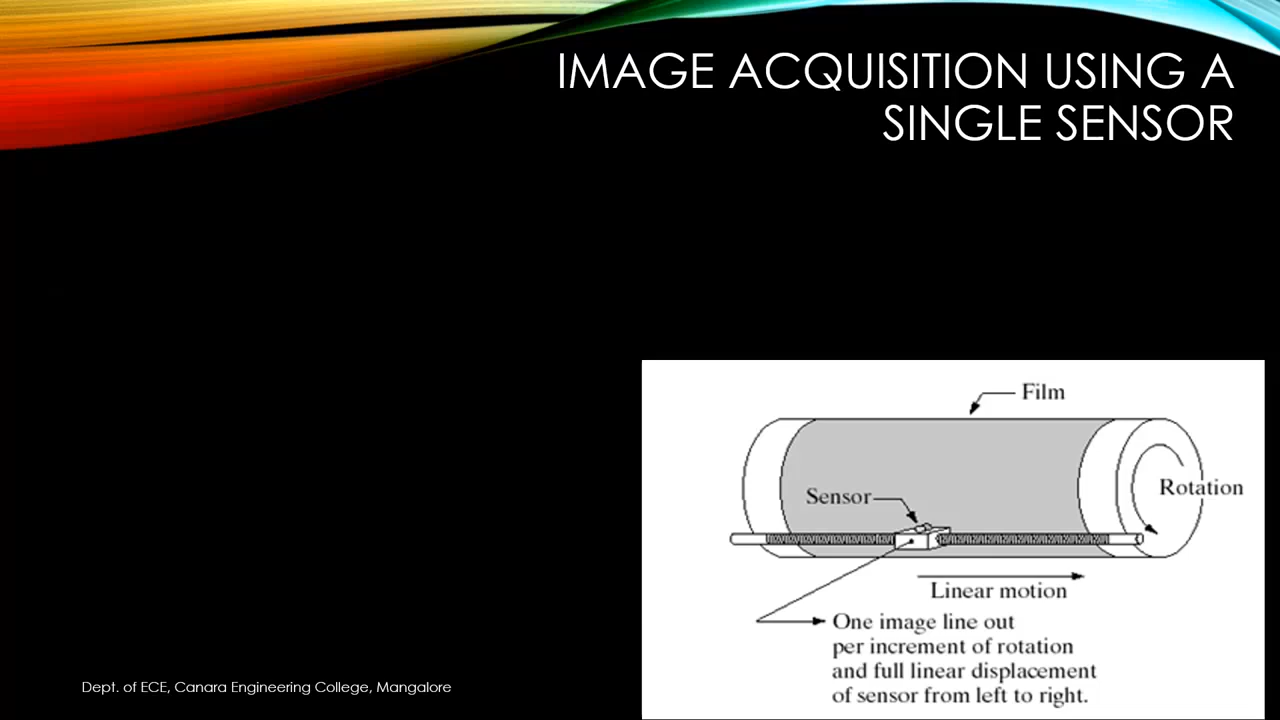 IMAGE ACQUISITION USING A
SINGLE SENSOR
Film
Sensor
Rotation
Linear motion
One image line out
per increment of rotation
and full linear displacement
of sensor from left to right.
Dept. of ECE, Canara Engineering College, Mangalore